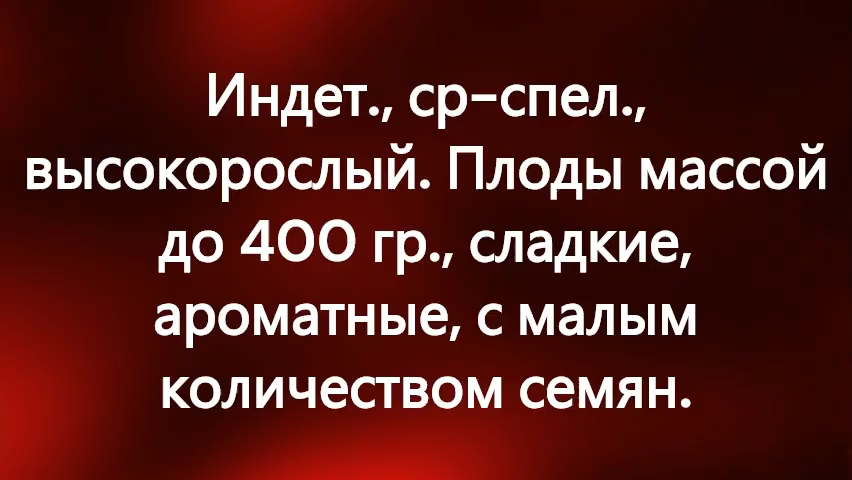 Индет., ср-спел.,
высокорослый. Плоды массой
до 400 гр., сладкие,
ароматные, с малым
количеством семян.